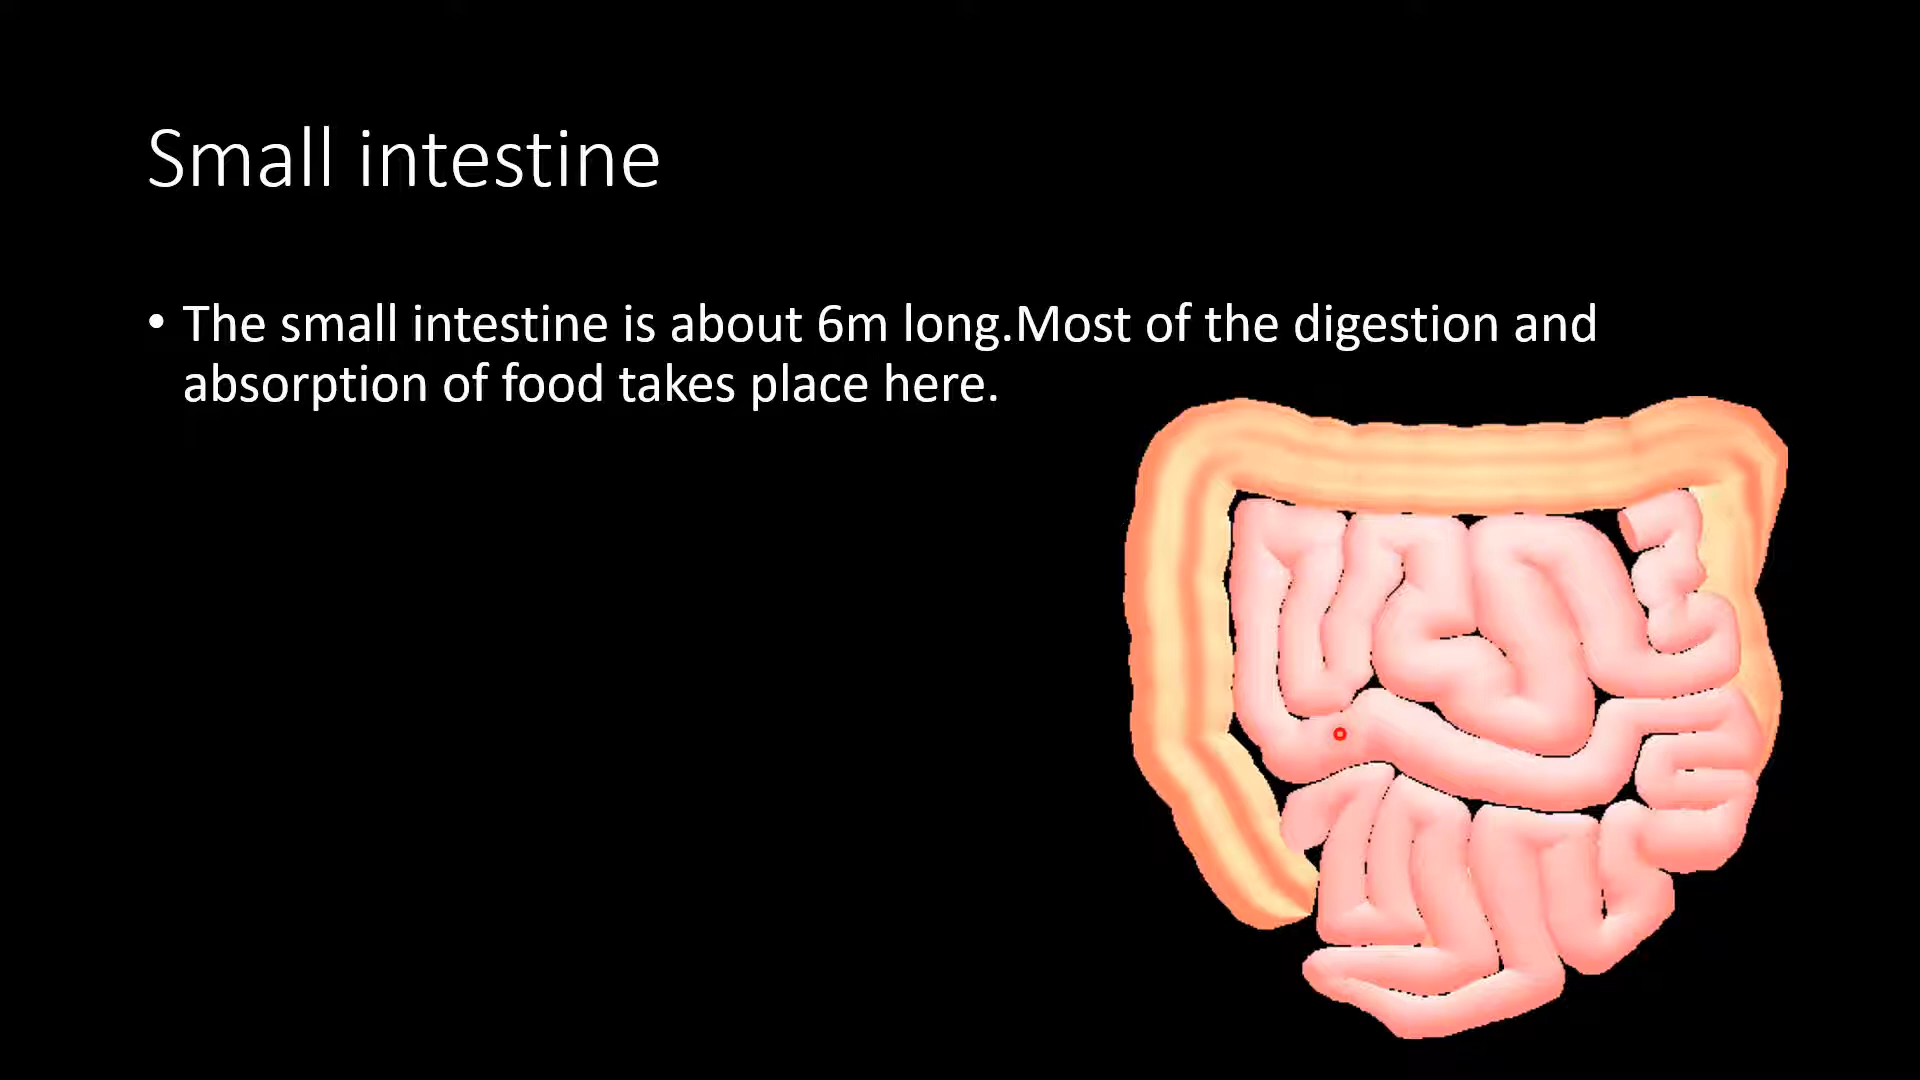 Small intestine
• The small intestine is about 6m long.Most of the digestion and
absorption of food takes place here.